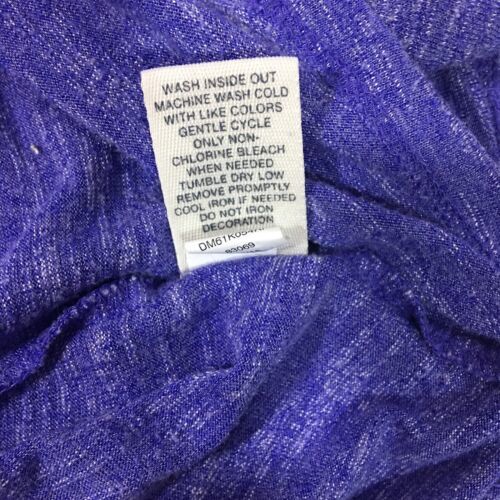 WASH INSIDE OUT
MACHINE WASH COLD
WITH LIKE COLORS
GENTLE CYCLE
ONLY NON-
CHLORINE BLEACH
WHEN NEEDED
TUMBLE DRY LOW
REMOVE PROMPTLY
COOL IRON IF NEEDED
DO NOT IRON
DECORATION
83069